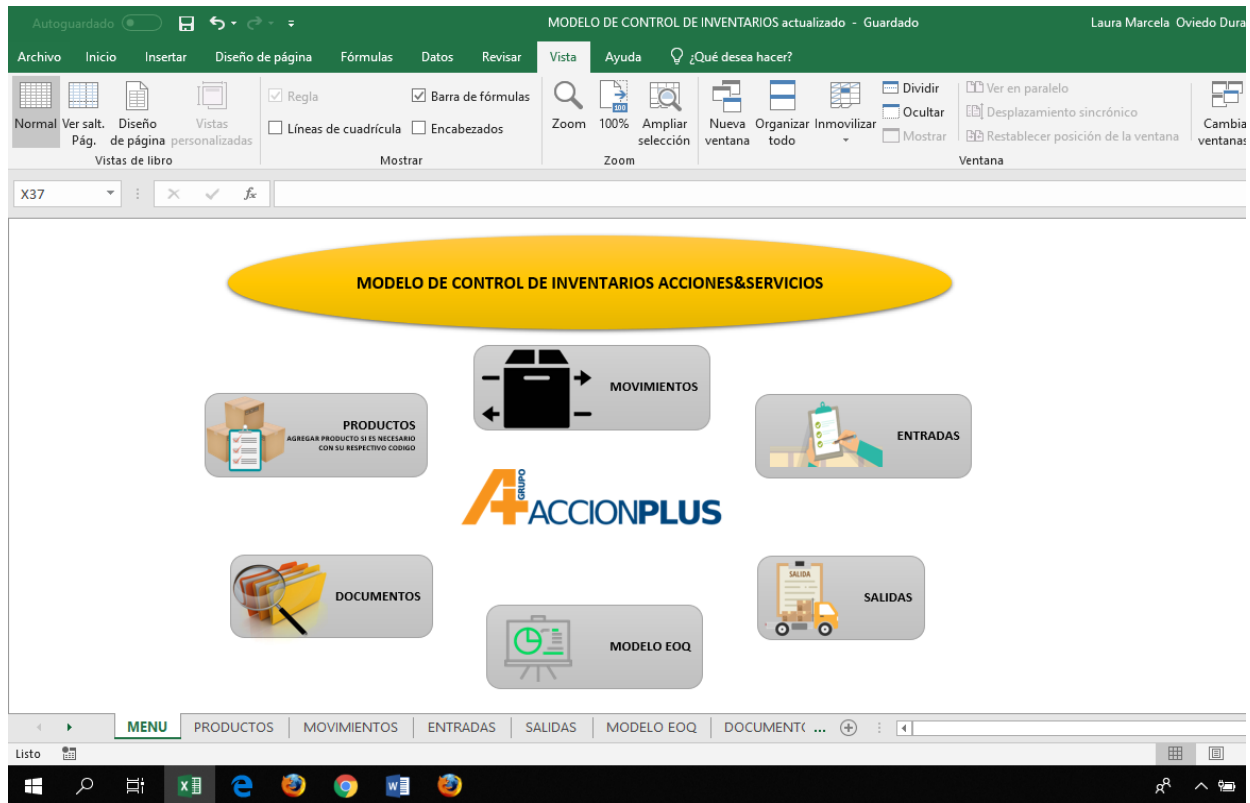 Autoguardado
MODELO DE CONTROL DE INVENTARIOS actualizado - Guardado
Laura Marcela Oviedo Dura
Archivo Inicio Insertar Diseño de página Fórmulas Datos Revisar Vista Ayuda ¿Qué desea hacer?
Normal
Ver salt. Pág.
Diseño de página
Vistas personalizadas
Vistas de libro
Regla
Barra de fórmulas
Líneas de cuadrícula
Encabezados
Mostrar
Zoom
100
100%
Ampliar selección
Zoom
Nueva ventana
Organizar todo
Inmovilizar
Dividir
Ocultar
Mostrar
Ver en paralelo
Desplazamiento sincrónico
Restablecer posición de la ventana
Ventana
Cambia
ventanas
X37
fx
MODELO DE CONTROL DE INVENTARIOS ACCIONES&SERVICIOS
MOVIMIENTOS
PRODUCTOS
AGREGAR PRODUCTO SI ES NECESARIO
CON SU RESPECTIVO CODIGO
ENTRADAS
A+ GRUPO
ACCIONPLUS
DOCUMENTOS
SALIDA
SALIDAS
MODELO EOQ
MENU PRODUCTOS MOVIMIENTOS ENTRADAS SALIDAS MODELO EOQ DOCUMENT( ...
Listo